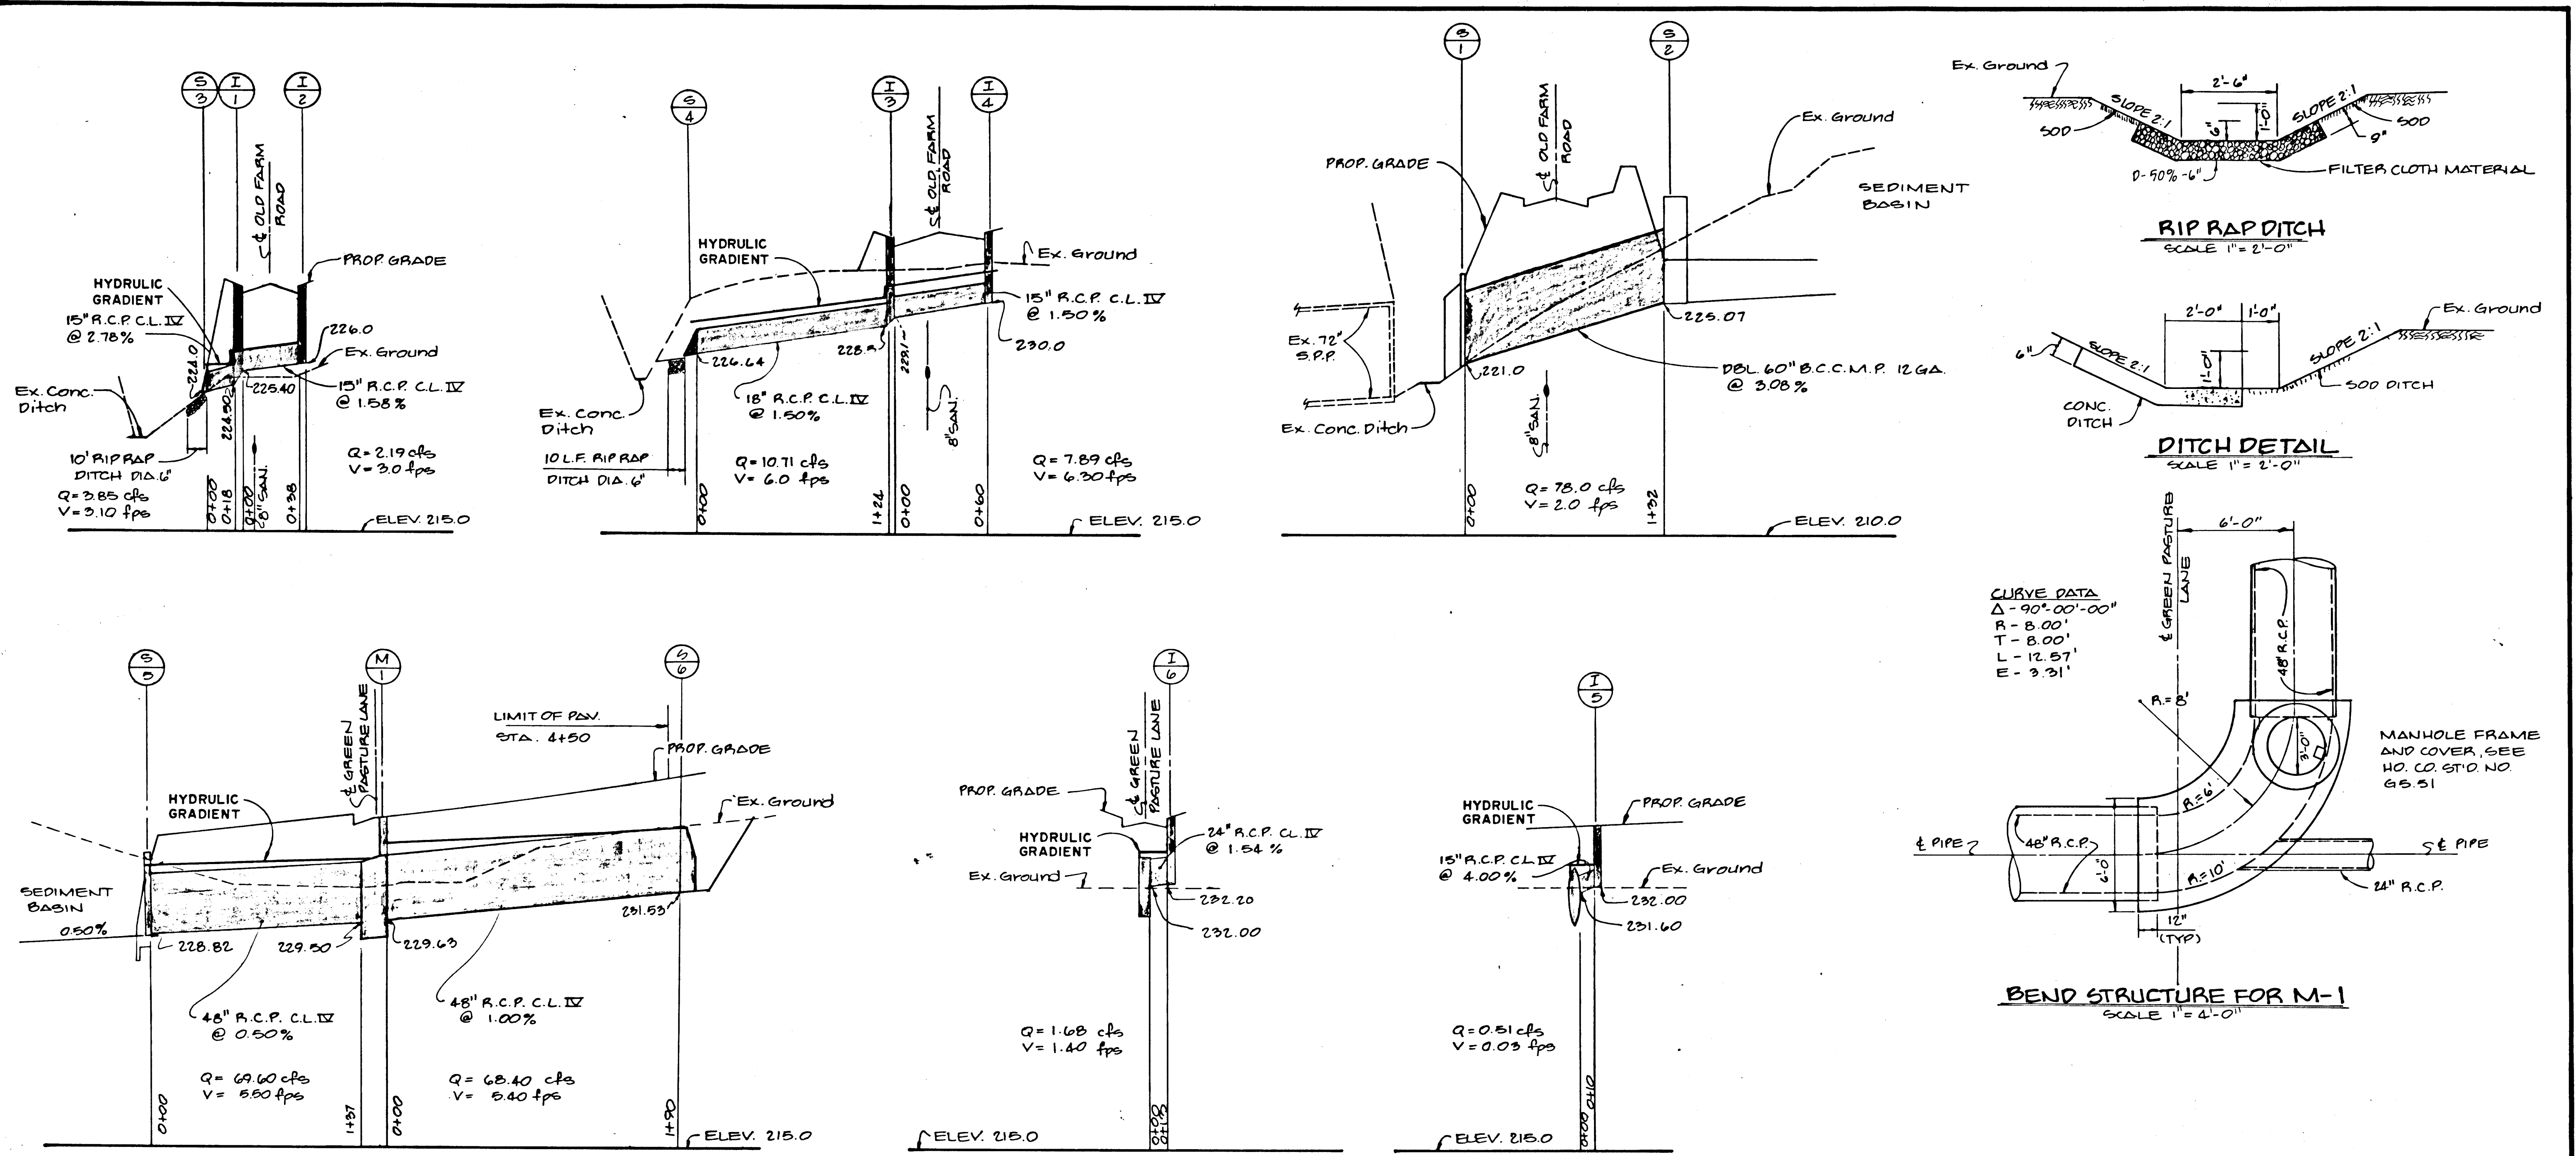 S
3
I
1
I
2
℄ OLD FARM
ROAD
PROP. GRADE
HYDRULIC
GRADIENT
15" R.C.P. C.L. IV
@ 2.78%
224.0
226.0
Ex. Ground
225.40
224.50
15" R.C.P. C.L. IV
@ 1.58%
Ex. Conc.
Ditch
10' RIP RAP
DITCH DIA. 6"
Q= 2.19 cfs
V= 3.0 fps
Q= 3.85 cfs
V= 3.10 fps
0+00
0+18
0+00
8" SAN.
0+38
ELEV. 215.0
S
4
I
3
I
4
℄ OLD FARM
ROAD
HYDRULIC
GRADIENT
Ex. Ground
15" R.C.P. C.L. IV
@ 1.50%
226.64
228.5
229.1
230.0
18" R.C.P. C.L. IV
@ 1.50%
Ex. Conc.
Ditch
8" SAN.
10 L.F. RIP RAP
DITCH DIA. 6"
Q= 10.71 cfs
V= 6.0 fps
Q= 7.89 cfs
V= 6.30 fps
0+00
1+24
0+00
0+60
ELEV. 215.0
S
1
S
2
℄ OLD FARM
ROAD
PROP. GRADE
Ex. Ground
SEDIMENT
BASIN
Ex. 72"
S.P.P.
225.07
221.0
DBL. 60" B.C.C.M.P. 12 GA.
@ 3.08%
Ex. Conc. Ditch
8" SAN.
Q= 78.0 cfs
V= 2.0 fps
0+00
1+32
ELEV. 210.0
Ex. Ground
2'-6"
SLOPE 2:1
SLOPE 2:1
SOD
6"
1'-0"
SOD
9"
D-50%-6"
FILTER CLOTH MATERIAL
RIP RAP DITCH
SCALE 1"= 2'-0"
2'-0"
1'-0"
Ex. Ground
6"
SLOPE 2:1
1'-0"
SLOPE 2:1
SOD DITCH
CONC.
DITCH
DITCH DETAIL
SCALE 1"= 2'-0"
S
5
M
1
S
6
℄ GREEN
PASTURE LANE
LIMIT OF PAV.
STA. 4+50
PROP. GRADE
HYDRULIC
GRADIENT
Ex. Ground
SEDIMENT
BASIN
0.50%
228.82
229.50
229.63
231.53
48" R.C.P. C.L. IV
@ 0.50%
48" R.C.P. C.L. IV
@ 1.00%
Q= 69.60 cfs
V= 5.50 fps
Q= 68.40 cfs
V= 5.40 fps
0+00
1+37
0+00
1+90
ELEV. 215.0
I
6
℄ GREEN
PASTURE LANE
PROP. GRADE
HYDRULIC
GRADIENT
24" R.C.P. CL. IV
@ 1.54 %
Ex. Ground
232.20
232.00
Q= 1.68 cfs
V= 1.40 fps
0+00
0+13
ELEV. 215.0
I
5
HYDRULIC
GRADIENT
PROP. GRADE
15" R.C.P. C.L. IV
@ 4.00%
Ex. Ground
232.00
231.60
Q= 0.51 cfs
V= 0.03 fps
0+00
0+10
ELEV. 215.0
℄ GREEN PASTURE
LANE
6'-0"
CURVE DATA
Δ - 90°-00'-00"
R - 8.00'
T - 8.00'
L - 12.57'
E - 3.31'
48" R.C.P.
R.= 8'
3'-0"
MANHOLE FRAME
AND COVER, SEE
HO. CO. ST'D. NO.
G5.51
R.= 6'
℄ PIPE
48" R.C.P.
6'-0"
R.= 10'
℄ PIPE
24" R.C.P.
12"
(TYP)
BEND STRUCTURE FOR M-1
SCALE 1"= 4'-0"